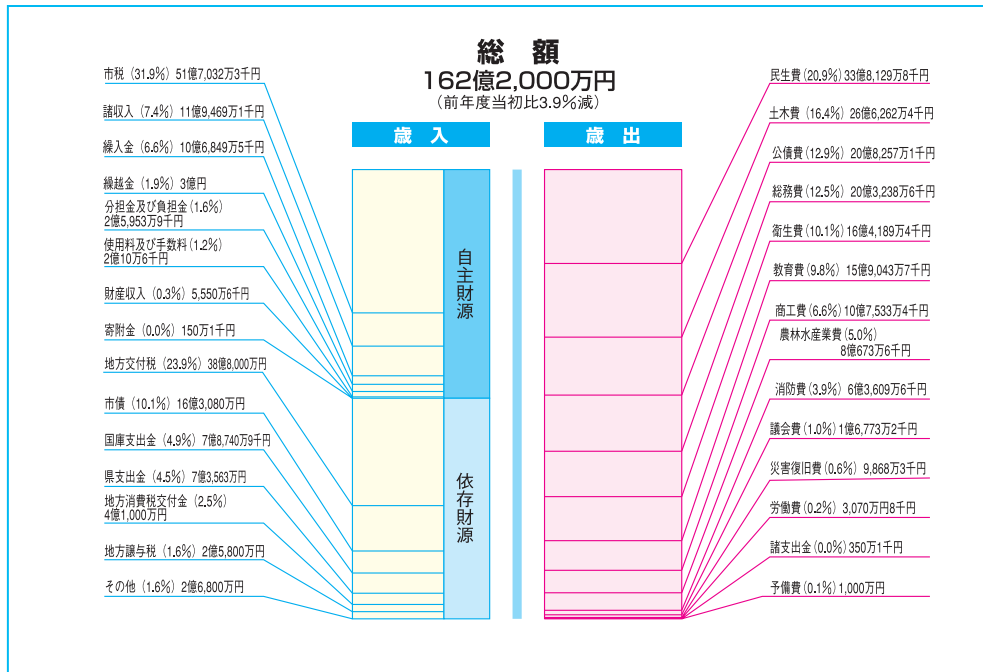 総額
162億2,000万円
(前年度当初比3.9%減)
歳入
市税 (31.9%) 51億7,032万3千円
諸収入 (7.4%) 11億9,469万1千円
繰入金 (6.6%) 10億6,849万5千円
繰越金 (1.9%) 3億円
分担金及び負担金 (1.6%)
2億5,953万9千円
使用料及び手数料 (1.2%)
2億10万6千円
財産収入 (0.3%) 5,550万6千円
寄附金 (0.0%) 150万1千円
地方交付税 (23.9%) 38億8,000万円
市債 (10.1%) 16億3,080万円
国庫支出金 (4.9%) 7億8,740万9千円
県支出金 (4.5%) 7億3,563万円
地方消費税交付金 (2.5%)
4億1,000万円
地方譲与税 (1.6%) 2億5,800万円
その他 (1.6%) 2億6,800万円
自主財源
依存財源
歳出
民生費 (20.9%) 33億8,129万8千円
土木費 (16.4%) 26億6,262万4千円
公債費 (12.9%) 20億8,257万1千円
総務費 (12.5%) 20億3,238万6千円
衛生費 (10.1%) 16億4,189万4千円
教育費 (9.8%) 15億9,043万7千円
商工費 (6.6%) 10億7,533万4千円
農林水産業費 (5.0%)
8億673万6千円
消防費 (3.9%) 6億3,609万6千円
議会費 (1.0%) 1億6,773万2千円
災害復旧費 (0.6%) 9,868万3千円
労働費 (0.2%) 3,070万円8千円
諸支出金 (0.0%) 350万1千円
予備費 (0.1%) 1,000万円